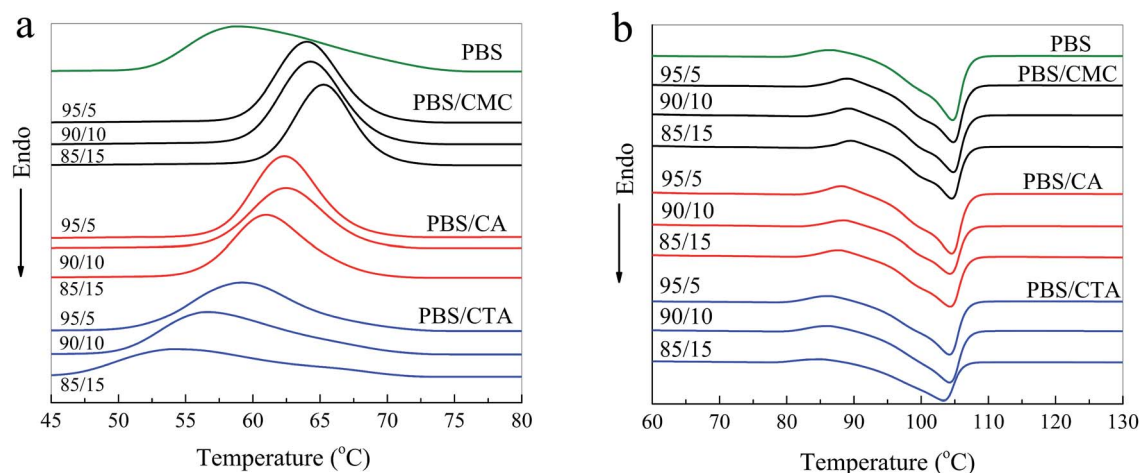 a
PBS
PBS/CMC
95/5
90/10
85/15
PBS/CA
95/5
90/10
85/15
PBS/CTA
95/5
90/10
85/15
Endo
45 50 55 60 65 70 75 80
Temperature (°C)
b
PBS
95/5
PBS/CMC
90/10
85/15
95/5
PBS/CA
90/10
85/15
95/5
PBS/CTA
90/10
85/15
Endo
60 70 80 90 100 110 120 130
Temperature (°C)